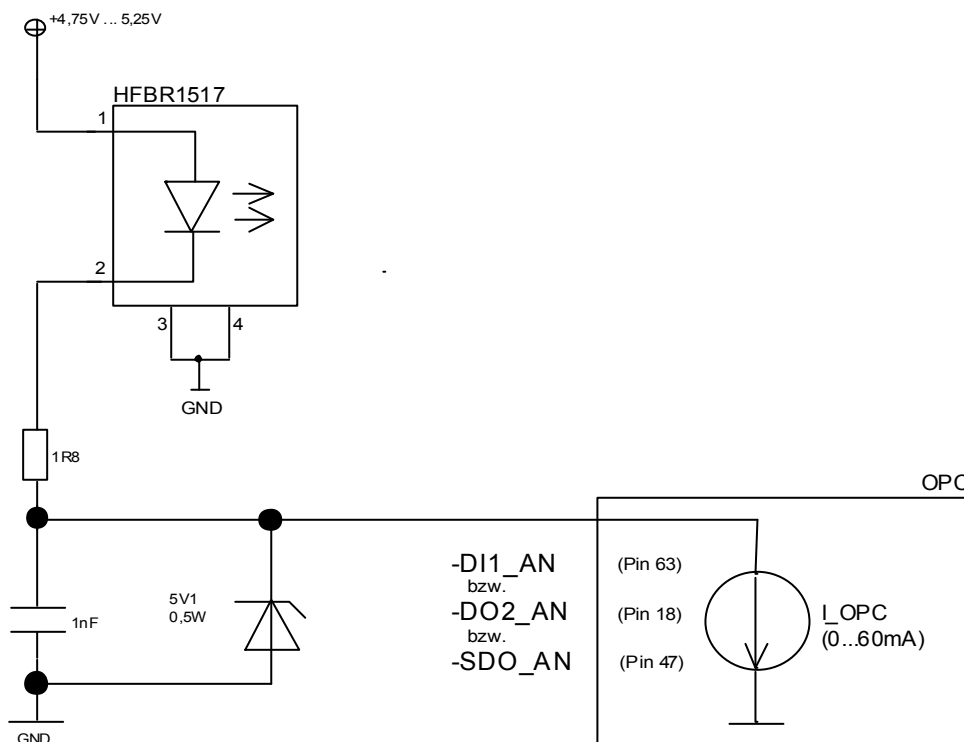 +4,75V ... 5,25V
HFBR1517
1
2
3
4
GND
1R8
OPC
-DI1_AN
(Pin 63)
bzw.
5V1
0,5W
1nF
-DO2_AN
(Pin 18)
I_OPC
(0...60mA)
bzw.
-SDO_AN
(Pin 47)
GND